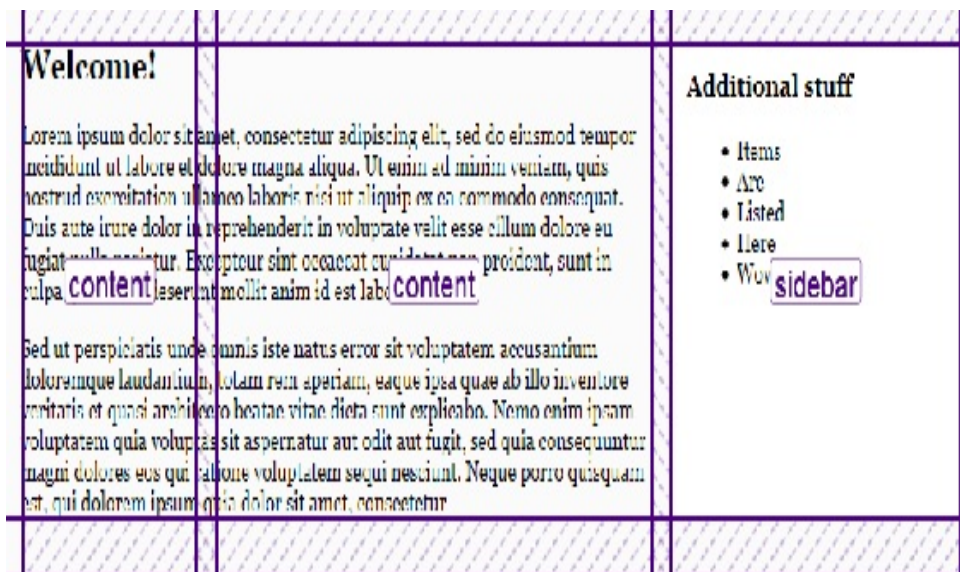 Welcome!
Lorem ipsum dolor sit amet, consectetur adipiscing elit, sed do eiusmod tempor
incididunt ut labore et dolore magna aliqua. Ut enim ad minim veniam, quis
nostrud exercitation ullamco laboris nisi ut aliquip ex ea commodo consequat.
Duis aute irure dolor in reprehenderit in voluptate velit esse cillum dolore eu
fugiat nulla pariatur. Excepteur sint occaecat cupidatat non proident, sunt in
culpa deserunt mollit anim id est
content
content
Sed ut perspiciatis unde omnis iste natus error sit voluptatem accusantium
doloremque laudantium, totam rem aperiam, eaque ipsa quae ab illo inventore
veritatis et quasi architecto beatae vitae dicta sunt explicabo. Nemo enim ipsam
voluptatem quia voluptas sit aspernatur aut odit aut fugit, sed quia consequuntur
magni dolores eos qui ratione voluptatem sequi nesciunt. Neque porro quisquam
est, qui dolorem ipsum quia dolor sit amet, consectetur
Additional stuff
• Items
• Are
• Listed
• Here
• Wow
sidebar